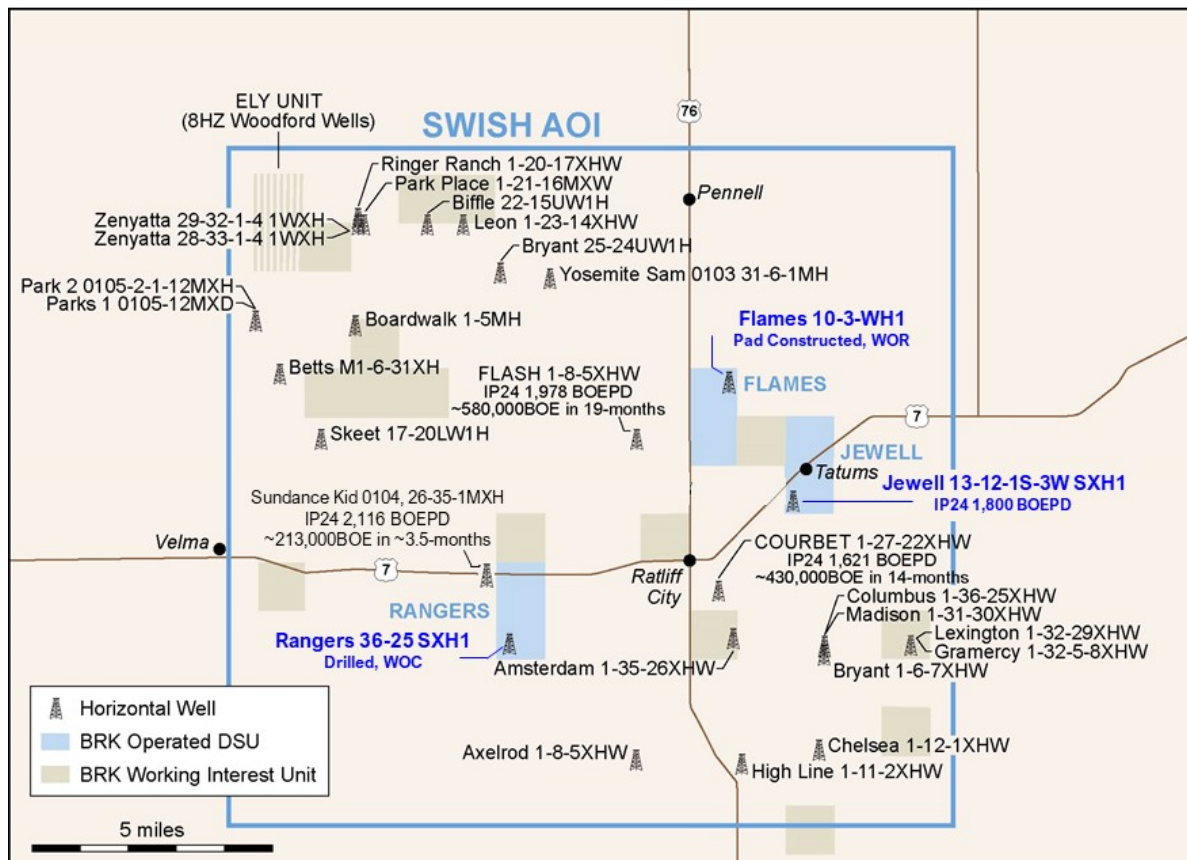 ELY UNIT
(8HZ Woodford Wells)
SWISH AOI
76
Ringer Ranch 1-20-17XHW
Park Place 1-21-16MXW
Biffle 22-15UW1H
Leon 1-23-14XHW
Pennell
Zenyatta 29-32-1-4 1WXH
Zenyatta 28-33-1-4 1WXH
Bryant 25-24UW1H
Yosemite Sam 0103 31-6-1MH
Park 2 0105-2-1-12MXH
Parks 1 0105-12MXD
Boardwalk 1-5MH
Flames 10-3-WH1
Pad Constructed, WOR
Betts M1-6-31XH
FLASH 1-8-5XHW
IP24 1,978 BOEPD
~580,000BOE in 19-months
FLAMES
7
Skeet 17-20LW1H
JEWELL
Tatums
Jewell 13-12-1S-3W SXH1
IP24 1,800 BOEPD
Sundance Kid 0104, 26-35-1MXH
IP24 2,116 BOEPD
~213,000BOE in ~3.5-months
Velma
7
COURBET 1-27-22XHW
IP24 1,621 BOEPD
~430,000BOE in 14-months
Ratliff
City
RANGERS
Rangers 36-25 SXH1
Drilled, WOC
Columbus 1-36-25XHW
Madison 1-31-30XHW
Lexington 1-32-29XHW
Gramercy 1-32-5-8XHW
Amsterdam 1-35-26XHW
Bryant 1-6-7XHW
Horizontal Well
BRK Operated DSU
BRK Working Interest Unit
Axelrod 1-8-5XHW
Chelsea 1-12-1XHW
High Line 1-11-2XHW
5 miles